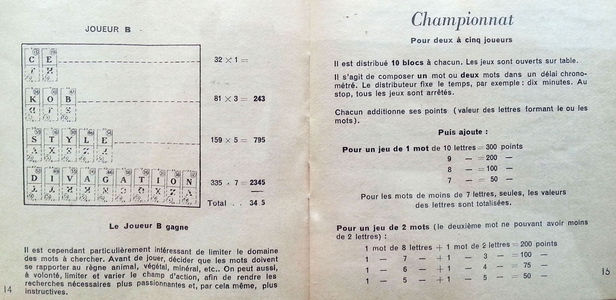 JOUEUR B
C E
32 × 1 =
K O B
81 × 3 = 243
S T Y L E
159 × 5 = 795
D I V A G A T I O N
335 · 7 = 2345
Total . . 34 5
Le Joueur B gagne
Il est cependant particulièrement intéressant de limiter le domaine
des mots à chercher. Avant de jouer, décider que les mots doivent
se rapporter au règne animal, végétal, minéral, etc.. On peut aussi,
à volonté, limiter et varier le champ d'action, afin de rendre les
recherches nécessaires plus passionnantes et, par cela même, plus
instructives.
14
Championnat
Pour deux à cinq joueurs
Il est distribué 10 blocs à chacun. Les jeux sont ouverts sur table.
Il s'agit de composer un mot ou deux mots dans un délai chrono-
métré. Le distributeur fixe le temps, par exemple : dix minutes. Au
stop, tous les jeux sont arrêtés.
Chacun additionne ses points (valeur des lettres formant le ou les
mots).
Puis ajoute :
Pour un jeu de 1 mot de 10 lettres = 300 points
9 — = 200 —
8 — = 100 —
7 — = 50 —
Pour les mots de moins de 7 lettres, seules, les valeurs
des lettres sont totalisées.
Pour un jeu de 2 mots (le deuxième mot ne pouvant avoir moins
de 2 lettres) :
1 mot de 8 lettres + 1 mot de 2 lettres = 200 points
1 — 7 — + 1 — 3 — = 100 —
1 — 6 — + 1 — 4 — = 75 —
1 — 5 — + 1 — 5 — = 50 —
15